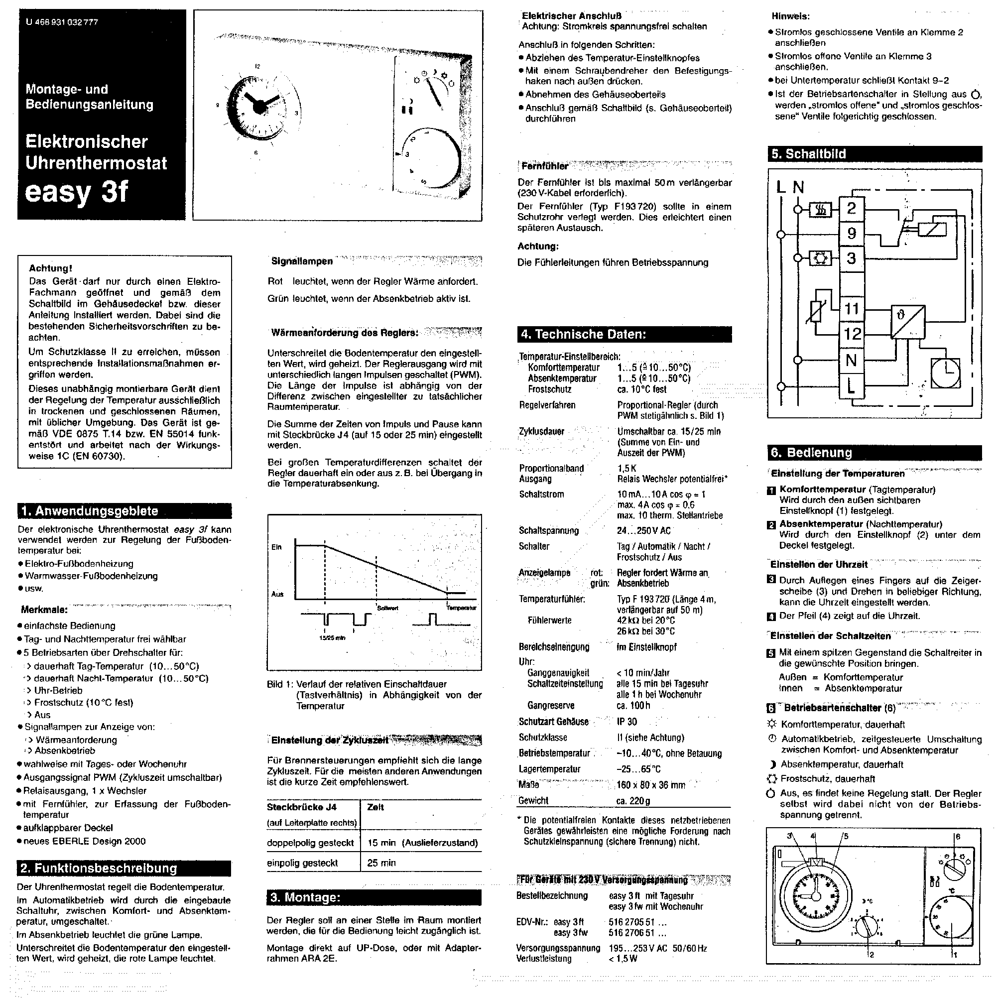 U 468 931 032 777
Montage- und
Bedienungsanleitung
Elektronischer
Uhrenthermostat
easy 3f
12
3
6
9
1
2
3
4
5
Achtung!
Das Gerät darf nur durch einen Elektro-
Fachmann geöffnet und gemäß dem
Schaltbild im Gehäusedeckel bzw. dieser
Anleitung installiert werden. Dabei sind die
bestehenden Sicherheitsvorschriften zu be-
achten.
Um Schutzklasse II zu erreichen, müssen
entsprechende Installationsmaßnahmen er-
griffen werden.
Dieses unabhängig montierbare Gerät dient
der Regelung der Temperatur ausschließlich
in trockenen und geschlossenen Räumen,
mit üblicher Umgebung. Das Gerät ist ge-
mäß VDE 0875 T.14 bzw. EN 55014 funk-
entstört und arbeitet nach der Wirkungs-
weise 1C (EN 60730).
1. Anwendungsgebiete
Der elektronische Uhrenthermostat easy 3f kann
verwendet werden zur Regelung der Fußboden-
temperatur bei:
● Elektro-Fußbodenheizung
● Warmwasser-Fußbodenheizung
● usw.
Merkmale:
● einfachste Bedienung
● Tag- und Nachttemperatur frei wählbar
● 5 Betriebsarten über Drehschalter für:
> dauerhaft Tag-Temperatur (10...50°C)
> dauerhaft Nacht-Temperatur (10...50°C)
> Uhr-Betrieb
> Frostschutz (10°C fest)
> Aus
● Signallampen zur Anzeige von:
> Wärmeanforderung
> Absenkbetrieb
● wahlweise mit Tages- oder Wochenuhr
● Ausgangssignal PWM (Zykluszeit umschaltbar)
● Relaisausgang, 1 x Wechsler
● mit Fernfühler, zur Erfassung der Fußboden-
temperatur
● aufklappbarer Deckel
● neues EBERLE Design 2000
2. Funktionsbeschreibung
Der Uhrenthermostat regelt die Bodentemperatur.
Im Automatikbetrieb wird durch die eingebaute
Schaltuhr, zwischen Komfort- und Absenktem-
peratur, umgeschaltet.
Im Absenkbetrieb leuchtet die grüne Lampe.
Unterschreitet die Bodentemperatur den eingestell-
ten Wert, wird geheizt, die rote Lampe leuchtet.
Signallampen
Rot leuchtet, wenn der Regler Wärme anfordert.
Grün leuchtet, wenn der Absenkbetrieb aktiv ist.
Wärmeanforderung des Reglers:
Unterschreitet die Bodentemperatur den eingestell-
ten Wert, wird geheizt. Der Reglerausgang wird mit
unterschiedlich langen Impulsen geschaltet (PWM).
Die Länge der Impulse ist abhängig von der
Differenz zwischen eingestellter zu tatsächlicher
Raumtemperatur.
Die Summe der Zeiten von Impuls und Pause kann
mit Steckbrücke J4 (auf 15 oder 25 min) eingestellt
werden.
Bei großen Temperaturdifferenzen schaltet der
Regler dauerhaft ein oder aus z. B. bei Übergang in
die Temperaturabsenkung.
Ein
Aus
Sollwert
Temperatur
15/25 min
Bild 1: Verlauf der relativen Einschaltdauer
(Tastverhältnis) in Abhängigkeit von der
Temperatur
Einstellung der Zykluszeit
Für Brennersteuerungen empfiehlt sich die lange
Zykluszeit. Für die meisten anderen Anwendungen
ist die kurze Zeit empfehlenswert.
Steckbrücke J4 Zeit
(auf Leiterplatte rechts)
doppelpolig gesteckt 15 min (Auslieferzustand)
einpolig gesteckt 25 min
3. Montage:
Der Regler soll an einer Stelle im Raum montiert
werden, die für die Bedienung leicht zugänglich ist.
Montage direkt auf UP-Dose, oder mit Adapter-
rahmen ARA 2E.
Elektrischer Anschluß
Achtung: Stromkreis spannungsfrei schalten
Anschluß in folgenden Schritten:
● Abziehen des Temperatur-Einstellknopfes
● Mit einem Schraubendreher den Befestigungs-
haken nach außen drücken.
● Abnehmen des Gehäuseoberteils
● Anschluß gemäß Schaltbild (s. Gehäuseoberteil)
durchführen
Fernfühler
Der Fernfühler ist bis maximal 50 m verlängerbar
(230 V-Kabel erforderlich).
Der Fernfühler (Typ F193 720) sollte in einem
Schutzrohr verlegt werden. Dies erleichtert einen
späteren Austausch.
Achtung:
Die Fühlerleitungen führen Betriebsspannung
4. Technische Daten:
Temperatur-Einstellbereich:
Komforttemperatur 1...5 (≙ 10...50°C)
Absenktemperatur 1...5 (≙ 10...50°C)
Frostschutz ca. 10°C fest
Regelverfahren Proportional-Regler (durch
PWM stetigähnlich s. Bild 1)
Zyklusdauer Umschaltbar ca. 15/25 min
(Summe von Ein- und
Auszeit der PWM)
Proportionalband 1,5 K
Ausgang Relais Wechsler potentialfrei*
Schaltstrom 10 mA...10 A cos φ = 1
max. 4A cos φ = 0,6
max. 10 therm. Stellantriebe
Schaltspannung 24...250 V AC
Schalter Tag / Automatik / Nacht /
Frostschutz / Aus
Anzeigelampe rot: Regler fordert Wärme an
grün: Absenkbetrieb
Temperaturfühler: Typ F 193 720 (Länge 4 m,
verlängerbar auf 50 m)
Fühlerwerte 42 kΩ bei 20°C
26 kΩ bei 30°C
Bereichseinengung im Einstellknopf
Uhr:
Ganggenauigkeit < 10 min/Jahr
Schaltzeiteinstellung alle 15 min bei Tagesuhr
alle 1 h bei Wochenuhr
Gangreserve ca. 100 h
Schutzart Gehäuse IP 30
Schutzklasse II (siehe Achtung)
Betriebstemperatur –10...40°C, ohne Betauung
Lagertemperatur –25...65°C
Maße 160 x 80 x 36 mm
Gewicht ca. 220 g
* Die potentialfreien Kontakte dieses netzbetriebenen
Gerätes gewährleisten eine mögliche Forderung nach
Schutzkleinspannung (sichere Trennung) nicht.
Für Geräte mit 230 V Versorgungsspannung
Bestellbezeichnung easy 3 ft mit Tagesuhr
easy 3 fw mit Wochenuhr
EDV-Nr.: easy 3 ft 516 2705 51 ...
easy 3 fw 516 2706 51 ...
Versorgungsspannung 195...253 V AC 50/60 Hz
Verlustleistung < 1,5 W
Hinweis:
● Stromlos geschlossene Ventile an Klemme 2
anschließen
● Stromlos offene Ventile an Klemme 3
anschließen.
● bei Untertemperatur schließt Kontakt 9–2
● Ist der Betriebsartenschalter in Stellung aus,
werden „stromlos offene" und „stromlos geschlos-
sene" Ventile folgerichtig geschlossen.
5. Schaltbild
L N
2
9
3
11
12
N
L
ϑ
6. Bedienung
Einstellung der Temperaturen
1 Komforttemperatur (Tagtemperatur)
Wird durch den außen sichtbaren
Einstellknopf (1) festgelegt.
2 Absenktemperatur (Nachttemperatur)
Wird durch den Einstellknopf (2) unter dem
Deckel festgelegt.
Einstellen der Uhrzeit
3 Durch Auflegen eines Fingers auf die Zeiger-
scheibe (3) und Drehen in beliebiger Richtung,
kann die Uhrzeit eingestellt werden.
4 Der Pfeil (4) zeigt auf die Uhrzeit.
Einstellen der Schaltzeiten
5 Mit einem spitzen Gegenstand die Schaltreiter in
die gewünschte Position bringen.
Außen = Komforttemperatur
Innen = Absenktemperatur
6 Betriebsartenschalter (6)
Komforttemperatur, dauerhaft
Automatikbetrieb, zeitgesteuerte Umschaltung
zwischen Komfort- und Absenktemperatur
Absenktemperatur, dauerhaft
Frostschutz, dauerhaft
Aus, es findet keine Regelung statt. Der Regler
selbst wird dabei nicht von der Betriebs-
spannung getrennt.
3 4 5 6
°C
2 1